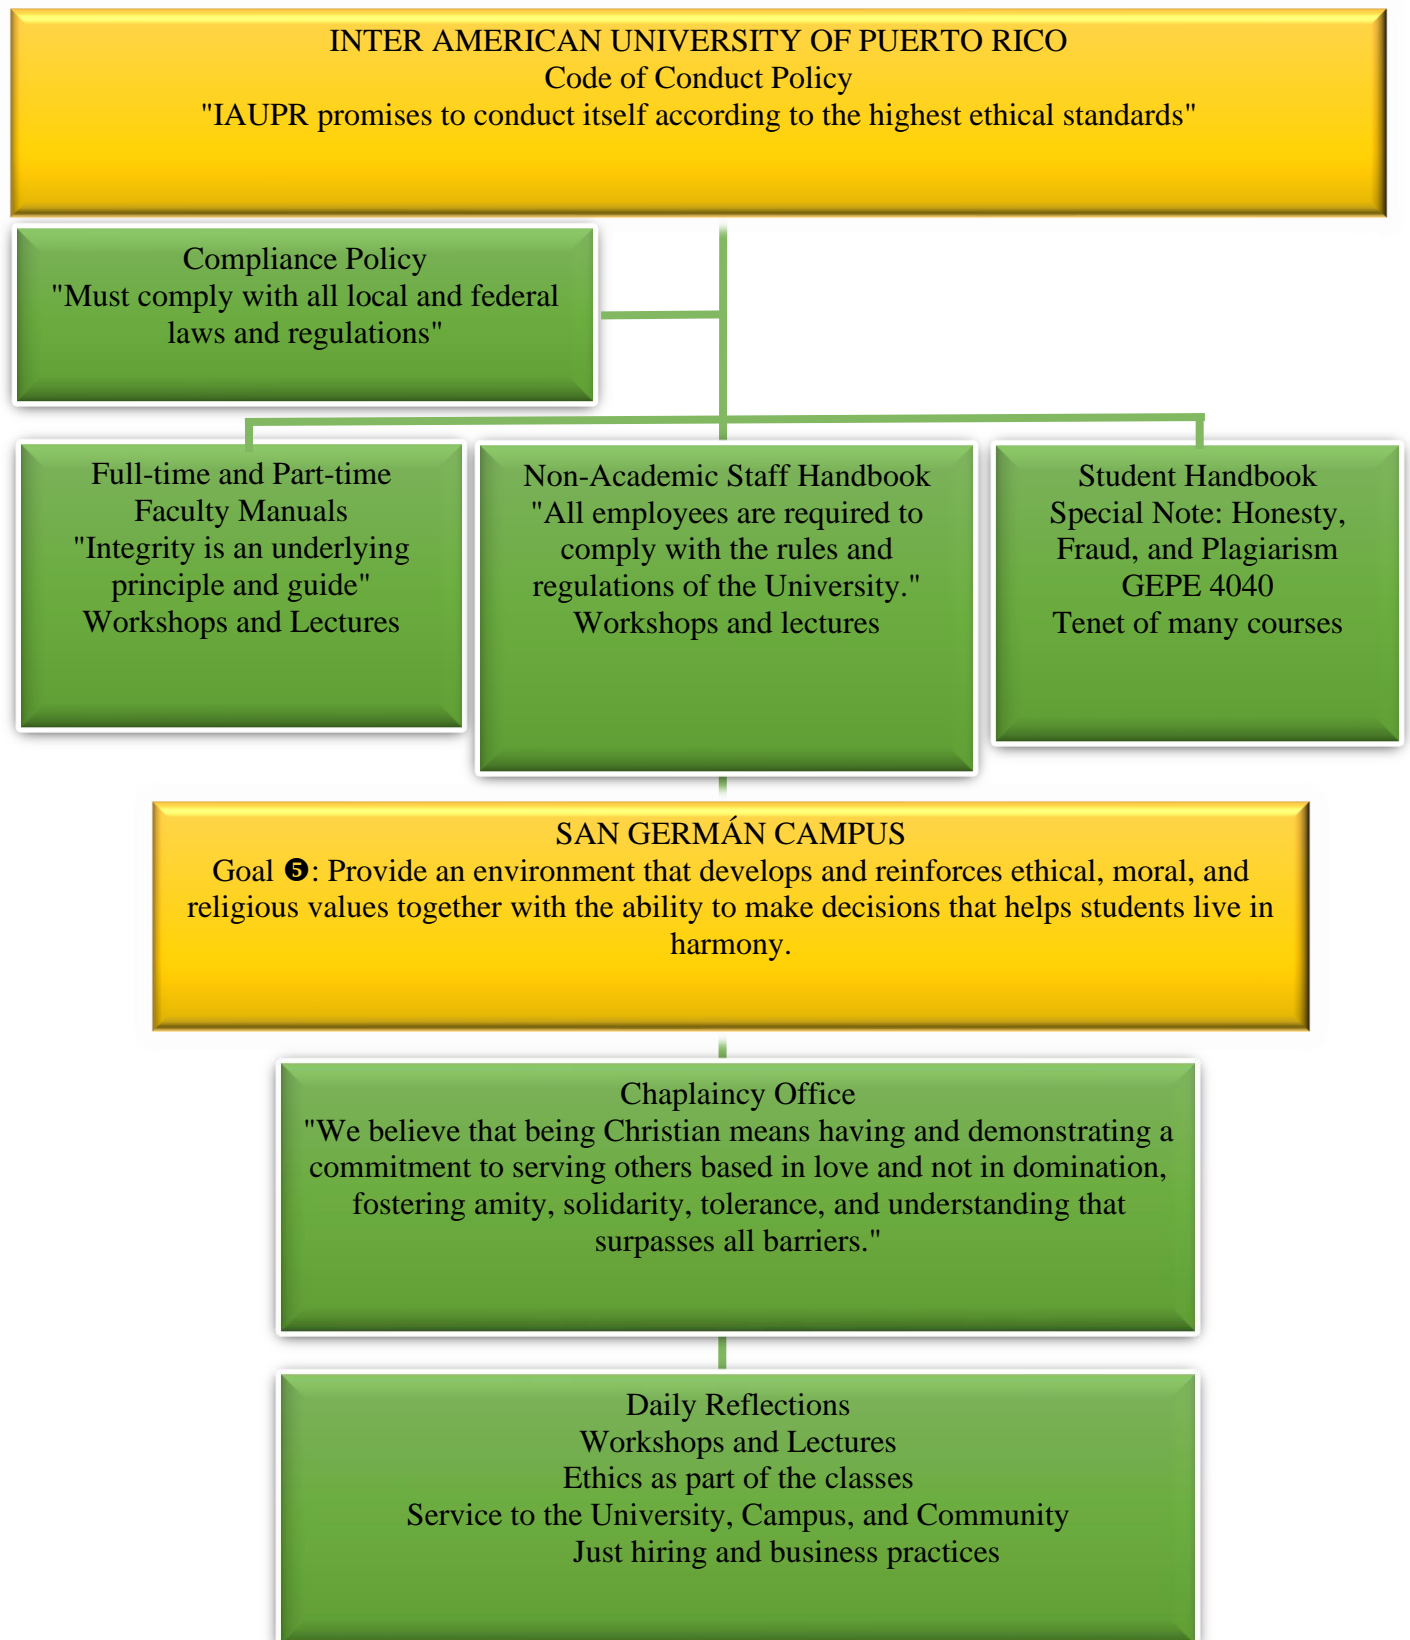 INTER AMERICAN UNIVERSITY OF PUERTO RICO
Code of Conduct Policy
"IAUPR promises to conduct itself according to the highest ethical standards"
Compliance Policy
"Must comply with all local and federal
laws and regulations"
Full-time and Part-time
Faculty Manuals
"Integrity is an underlying
principle and guide"
Workshops and Lectures
Non-Academic Staff Handbook
"All employees are required to
comply with the rules and
regulations of the University."
Workshops and lectures
Student Handbook
Special Note: Honesty,
Fraud, and Plagiarism
GEPE 4040
Tenet of many courses
SAN GERMÁN CAMPUS
Goal ❺: Provide an environment that develops and reinforces ethical, moral, and
religious values together with the ability to make decisions that helps students live in
harmony.
Chaplaincy Office
"We believe that being Christian means having and demonstrating a
commitment to serving others based in love and not in domination,
fostering amity, solidarity, tolerance, and understanding that
surpasses all barriers."
Daily Reflections
Workshops and Lectures
Ethics as part of the classes
Service to the University, Campus, and Community
Just hiring and business practices